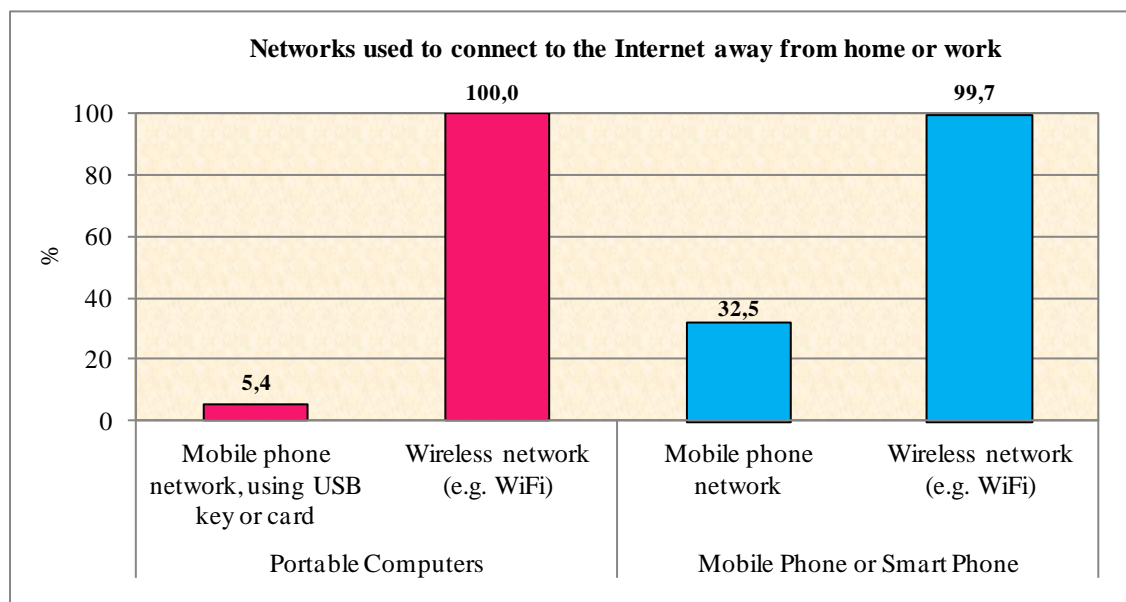 Networks used to connect to the Internet away from home or work
100,0
99,7
100
80
60
40
20
0
%
32,5
5,4
Mobile phone
network, using USB
key or card
Wireless network
(e.g. WiFi)
Mobile phone
network
Wireless network
(e.g. WiFi)
Portable Computers
Mobile Phone or Smart Phone